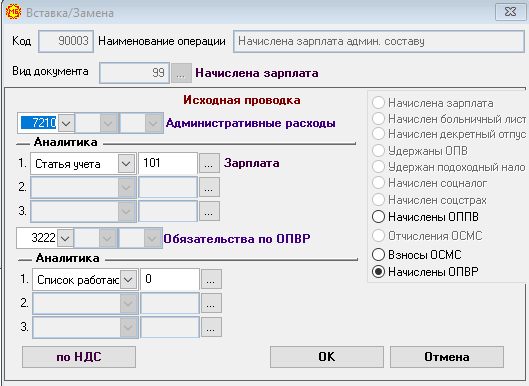 МБ Вставка/Замена
Код 90003 Наименование операции Начислена зарплата админ. составу
Вид документа 99 ... Начислена зарплата
Исходная проводка
7210 Административные расходы
Аналитика
1. Статья учета 101 ... Зарплата
2. ...
3. ...
3222 Обязательства по ОПВР
Аналитика
1. Список работаю 0 ...
2. ...
3. ...
Начислена зарплата
Начислен больничный лист
Начислен декретный отпус
Удержаны ОПВ
Удержан подоходный нало
Начислен соцналог
Начислен соцстрах
Начислены ОППВ
Отчисления ОСМС
Взносы ОСМС
Начислены ОПВР
по НДС OK Отмена